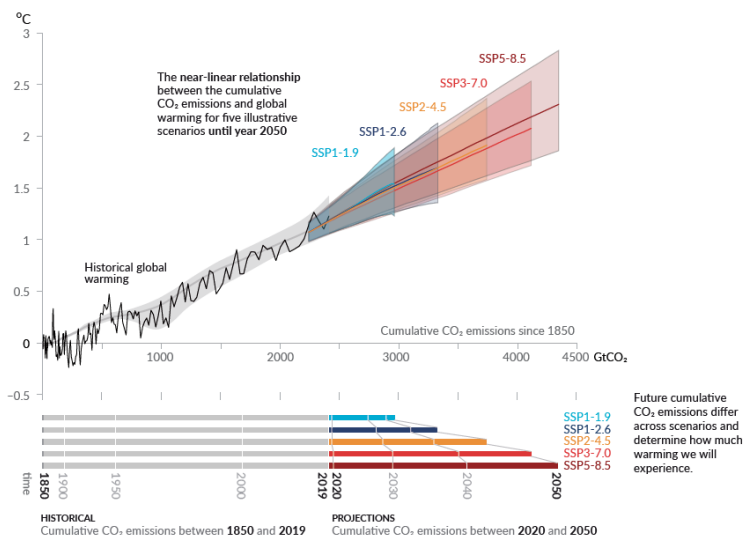 °C
3
2.5
2
1.5
1
0.5
0
−0.5
The near-linear relationship
between the cumulative
CO₂ emissions and global
warming for five illustrative
scenarios until year 2050
SSP5-8.5
SSP3-7.0
SSP2-4.5
SSP1-2.6
SSP1-1.9
Historical global
warming
Cumulative CO₂ emissions since 1850
1000
2000
3000
4000
4500
GtCO₂
SSP1-1.9
SSP1-2.6
SSP2-4.5
SSP3-7.0
SSP5-8.5
Future cumulative
CO₂ emissions differ
across scenarios and
determine how much
warming we will
experience.
time
1850
1900
1950
2000
2019
2020
2030
2040
2050
HISTORICAL
Cumulative CO₂ emissions between 1850 and 2019
PROJECTIONS
Cumulative CO₂ emissions between 2020 and 2050